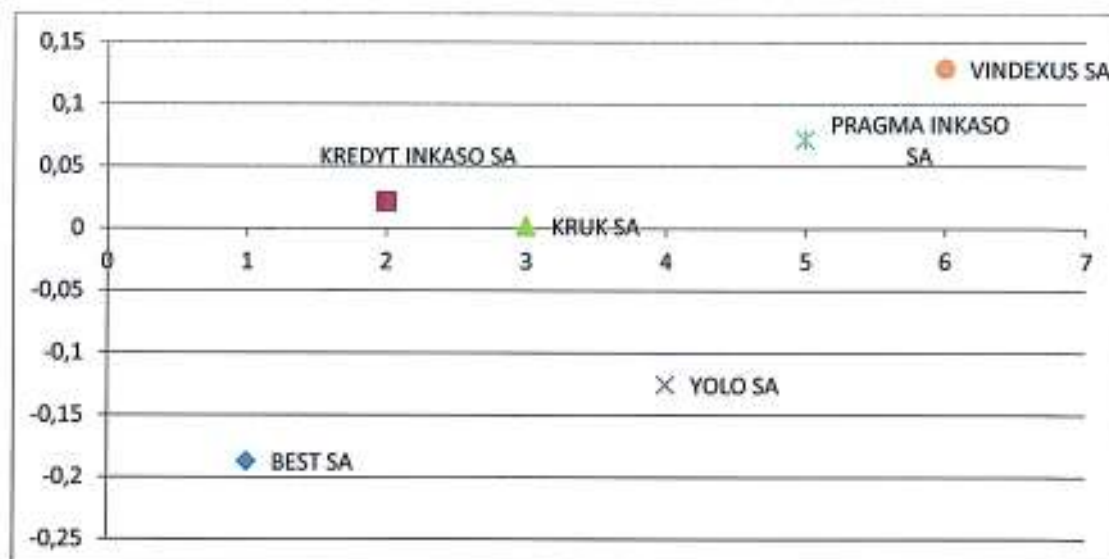 0,15
VINDEXUS SA
0,1
PRAGMA INKASO
SA
KREDYT INKASO SA
0,05
0
KRUK SA
0 1 2 3 4 5 6 7
-0,05
-0,1
YOLO SA
-0,15
BEST SA
-0,2
-0,25